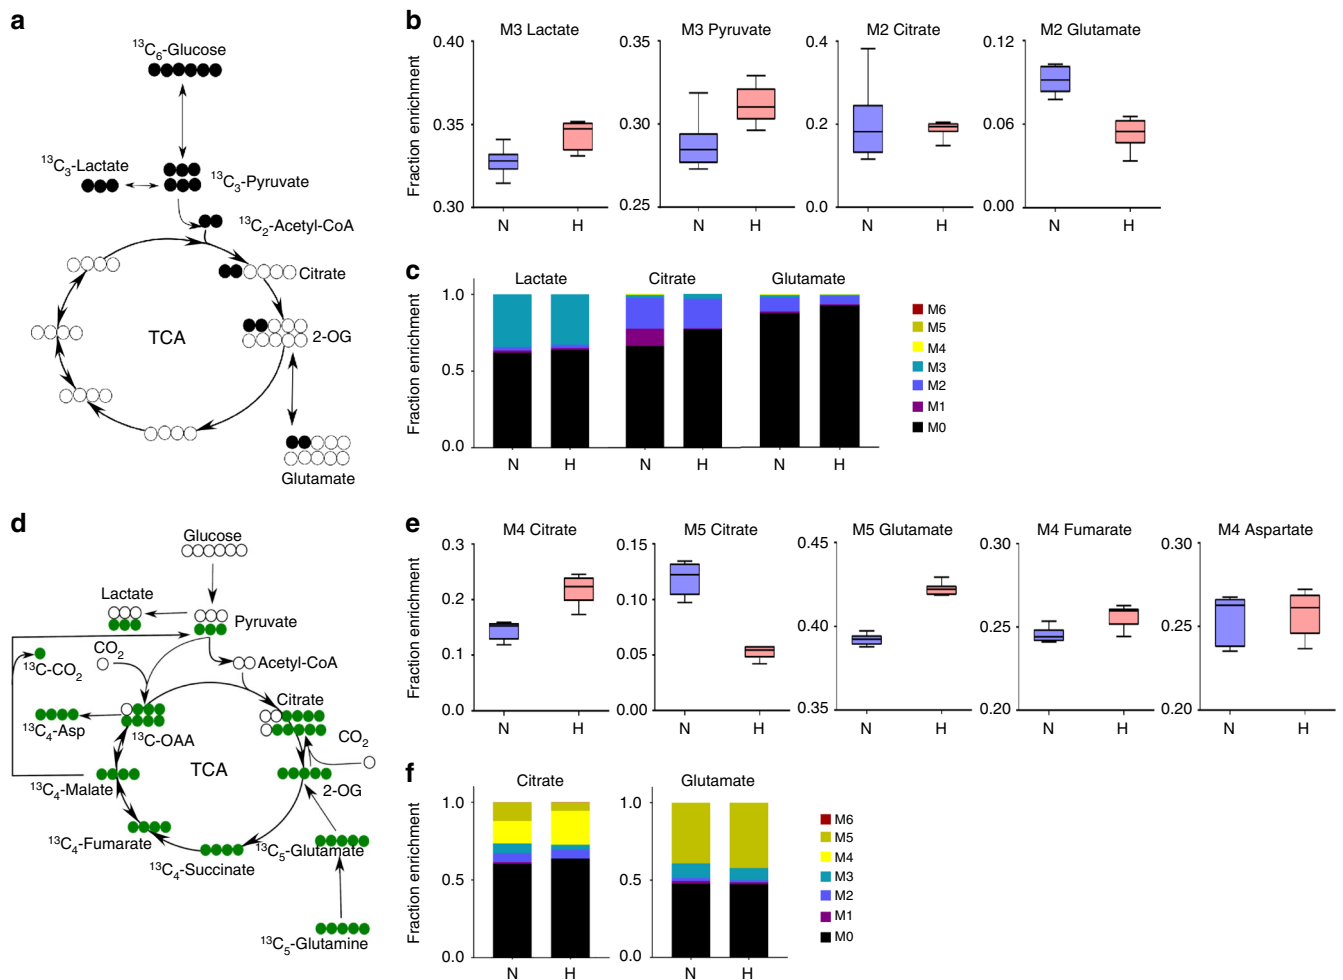 a
¹³C₆-Glucose
¹³C₃-Lactate
¹³C₃-Pyruvate
¹³C₂-Acetyl-CoA
Citrate
TCA
2-OG
Glutamate
b
M3 Lactate
M3 Pyruvate
M2 Citrate
M2 Glutamate
Fraction enrichment
0.40
0.35
0.30
N H
0.35
0.30
0.25
N H
0.4
0.2
0.0
N H
0.12
0.06
0.00
N H
c
Lactate
Citrate
Glutamate
Fraction enrichment
1.0
0.5
0.0
N H N H N H
M6
M5
M4
M3
M2
M1
M0
d
Glucose
Lactate
Pyruvate
CO₂
¹³C-CO₂
Acetyl-CoA
Citrate
¹³C₄-Asp
¹³C-OAA
CO₂
TCA
2-OG
¹³C₄-Malate
¹³C₄-Fumarate
¹³C₅-Glutamate
¹³C₄-Succinate
¹³C₅-Glutamine
e
M4 Citrate
M5 Citrate
M5 Glutamate
M4 Fumarate
M4 Aspartate
Fraction enrichment
0.3
0.2
0.1
0.0
N H
0.15
0.10
0.05
0.00
N H
0.45
0.40
0.35
N H
0.30
0.25
0.20
N H
0.30
0.25
0.20
N H
f
Citrate
Glutamate
Fraction enrichment
1.0
0.5
0.0
N H
1.0
0.5
0.0
N H
M6
M5
M4
M3
M2
M1
M0